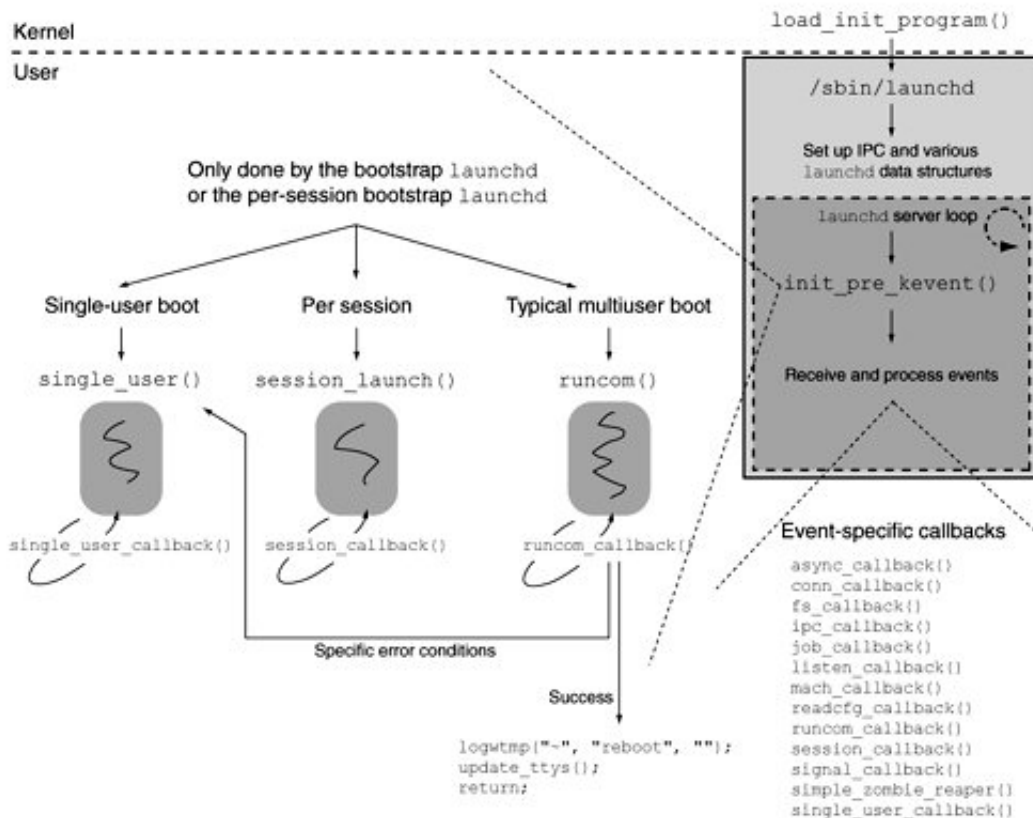 Kernel
User
load_init_program()
/sbin/launchd
Set up IPC and various
launchd data structures
launchd server loop
init_pre_kevent()
Receive and process events
Only done by the bootstrap launchd
or the per-session bootstrap launchd
Single-user boot
Per session
Typical multiuser boot
single_user()
session_launch()
runcom()
single_user_callback()
session_callback()
runcom_callback()
Specific error conditions
Success
logwtmp("~", "reboot", "");
update_ttys();
return;
Event-specific callbacks
async_callback()
conn_callback()
fs_callback()
ipc_callback()
job_callback()
listen_callback()
mach_callback()
readcfg_callback()
runcom_callback()
session_callback()
signal_callback()
simple_zombie_reaper()
single_user_callback()